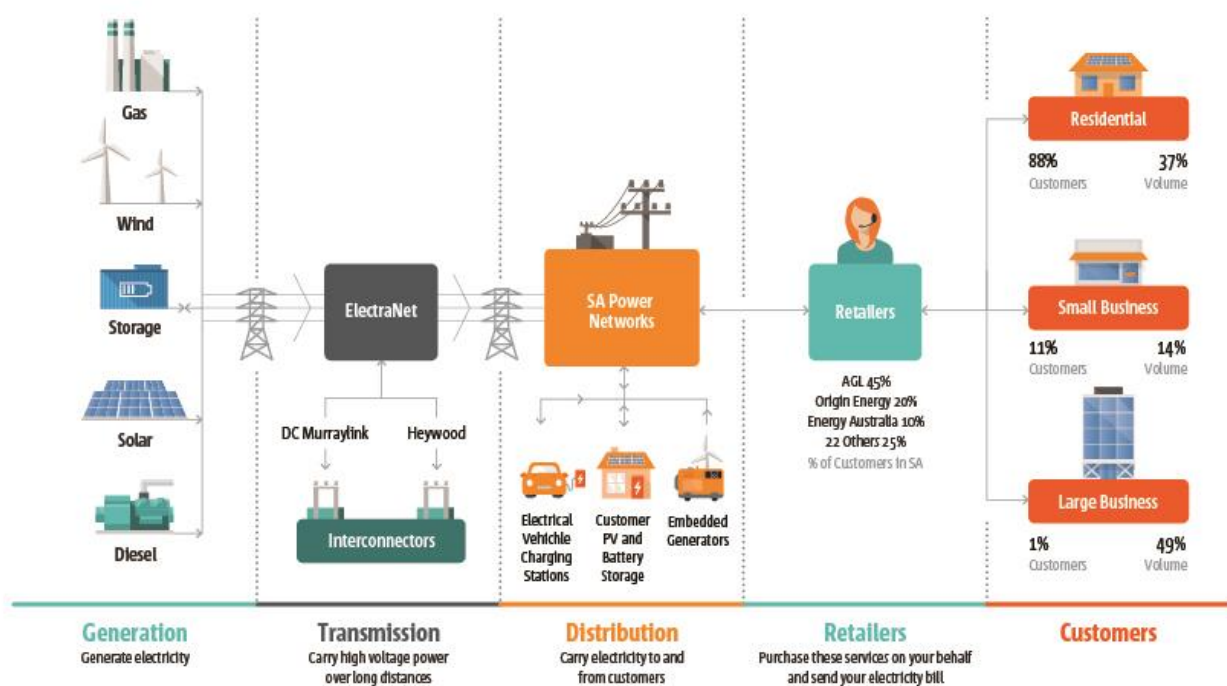 Gas
Wind
Storage
Solar
Diesel
ElectraNet
DC Murraylink
Heywood
Interconnectors
SA Power
Networks
Electrical
Vehichle
Charging
Stations
Customer
PV and
Battery
Storage
Embedded
Generators
Retailers
AGL 45%
Origin Energy 20%
Energy Australia 10%
22 Others 25%
% of Customers in SA
Residential
88%
Customers
37%
Volume
Small Business
11%
Customers
14%
Volume
Large Business
1%
Customers
49%
Volume
Generation
Generate electricity
Transmission
Carry high voltage power
over long distances
Distribution
Carry electricity to and
from customers
Retailers
Purchase these services on your behalf
and send your electricity bill
Customers